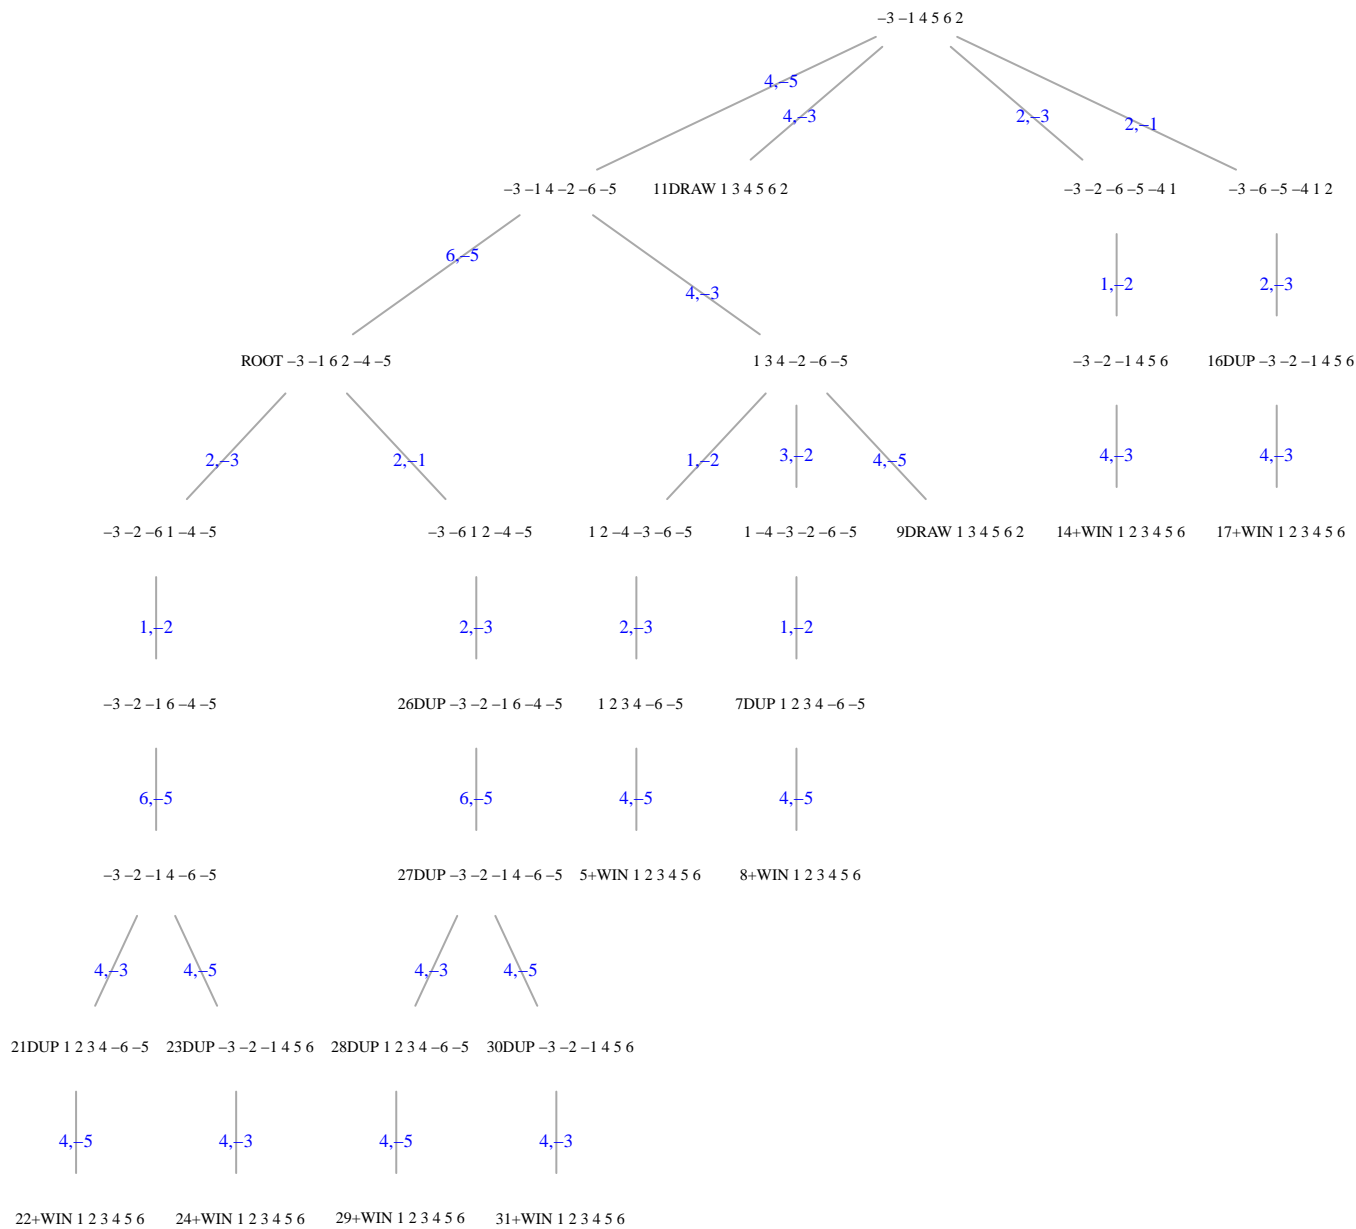 −3 −1 4 5 6 2
4,−5
4,−3
2,−3
2,−1
−3 −1 4 −2 −6 −5
11DRAW 1 3 4 5 6 2
−3 −2 −6 −5 −4 1
−3 −6 −5 −4 1 2
6,−5
4,−3
1,−2
2,−3
ROOT −3 −1 6 2 −4 −5
1 3 4 −2 −6 −5
−3 −2 −1 4 5 6
16DUP −3 −2 −1 4 5 6
2,−3
2,−1
1,−2
3,−2
4,−5
4,−3
4,−3
−3 −2 −6 1 −4 −5
−3 −6 1 2 −4 −5
1 2 −4 −3 −6 −5
1 −4 −3 −2 −6 −5
9DRAW 1 3 4 5 6 2
14+WIN 1 2 3 4 5 6
17+WIN 1 2 3 4 5 6
1,−2
2,−3
2,−3
1,−2
−3 −2 −1 6 −4 −5
26DUP −3 −2 −1 6 −4 −5
1 2 3 4 −6 −5
7DUP 1 2 3 4 −6 −5
6,−5
6,−5
4,−5
4,−5
−3 −2 −1 4 −6 −5
27DUP −3 −2 −1 4 −6 −5
5+WIN 1 2 3 4 5 6
8+WIN 1 2 3 4 5 6
4,−3
4,−5
4,−3
4,−5
21DUP 1 2 3 4 −6 −5
23DUP −3 −2 −1 4 5 6
28DUP 1 2 3 4 −6 −5
30DUP −3 −2 −1 4 5 6
4,−5
4,−3
4,−5
4,−3
22+WIN 1 2 3 4 5 6
24+WIN 1 2 3 4 5 6
29+WIN 1 2 3 4 5 6
31+WIN 1 2 3 4 5 6